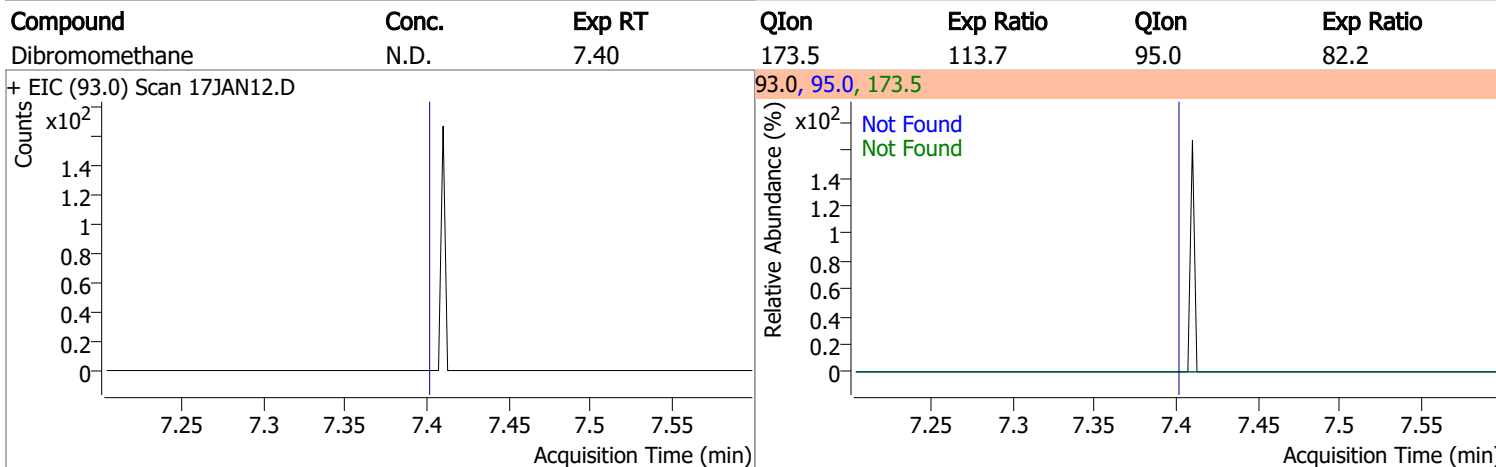 Compound Conc. Exp RT QIon Exp Ratio QIon Exp Ratio
Dibromomethane N.D. 7.40 173.5 113.7 95.0 82.2
+ EIC (93.0) Scan 17JAN12.D
Counts
x10²
1.4
1.2
1
0.8
0.6
0.4
0.2
0
7.25 7.3 7.35 7.4 7.45 7.5 7.55
Acquisition Time (min)
93.0, 95.0, 173.5
Relative Abundance (%)
x10²
Not Found
Not Found
1.4
1.2
1
0.8
0.6
0.4
0.2
0
7.25 7.3 7.35 7.4 7.45 7.5 7.55
Acquisition Time (min)